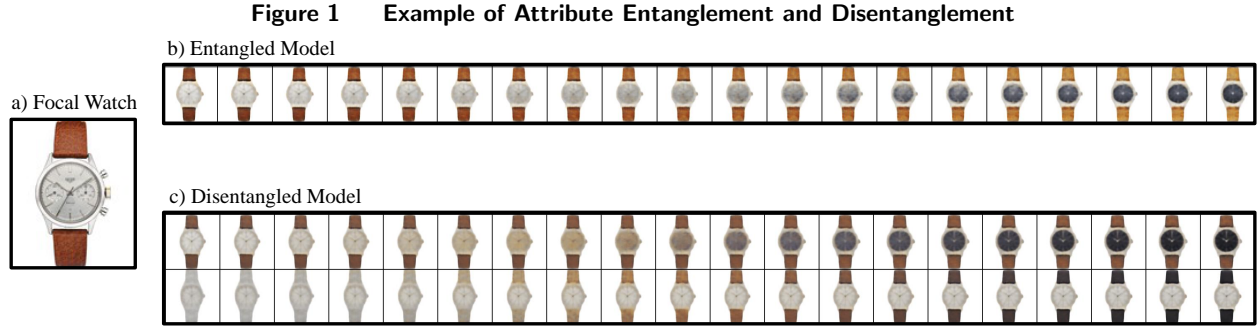 Figure 1 Example of Attribute Entanglement and Disentanglement
b) Entangled Model
a) Focal Watch
c) Disentangled Model